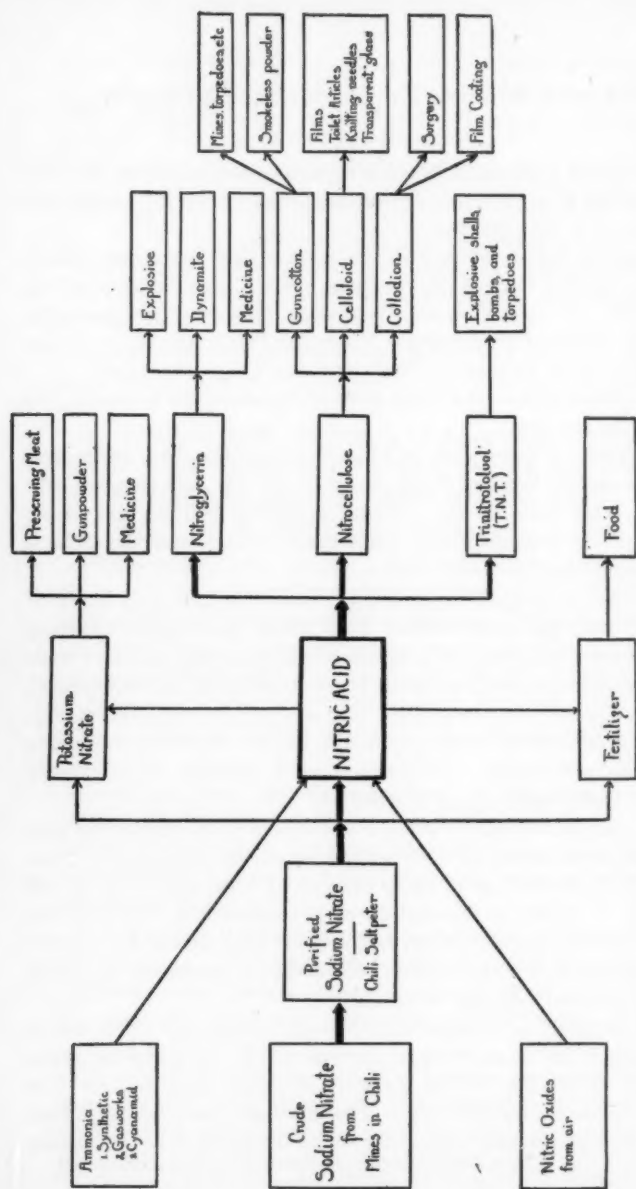 Ammonia
1. Synthetic
2. Gasworks
3. Cyanamid
Crude
Sodium Nitrate
from
Mines in Chili
Nitric Oxides
from air
Purified
Sodium Nitrate
Chili Saltpeter
Potassium
Nitrate
NITRIC ACID
Fertilizer
Preserving Meat
Gunpowder
Medicine
Nitroglycerin
Nitrocellulose
Trinitrotoluol
(T.N.T.)
Food
Explosive
Dynamite
Medicine
Guncotton
Celluloid
Collodion
Explosive shells
bombs, and
torpedoes
Mines, torpedoes, etc
Smokeless powder
Films
Toilet Articles
Knitting needles
Transparent glass
Surgery
Film Coating